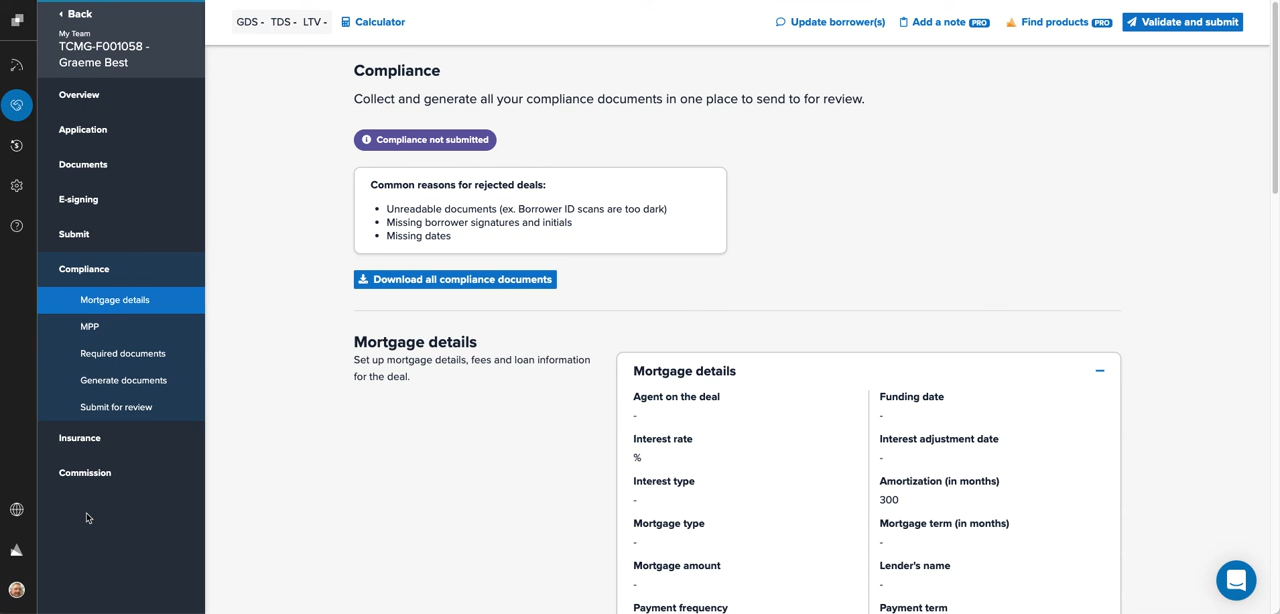 Back
My Team
TCMG-F001058 -
Graeme Best
Overview
Application
Documents
E-signing
Submit
Compliance
Mortgage details
MPP
Required documents
Generate documents
Submit for review
Insurance
Commission
GDS - TDS - LTV - Calculator
Update borrower(s) Add a note PRO Find products PRO Validate and submit
Compliance
Collect and generate all your compliance documents in one place to send to for review.
Compliance not submitted
Common reasons for rejected deals:
• Unreadable documents (ex. Borrower ID scans are too dark)
• Missing borrower signatures and initials
• Missing dates
Download all compliance documents
Mortgage details
Set up mortgage details, fees and loan information
for the deal.
Mortgage details
Agent on the deal
-
Interest rate
%
Interest type
-
Mortgage type
-
Mortgage amount
-
Payment frequency
Funding date
-
Interest adjustment date
-
Amortization (in months)
300
Mortgage term (in months)
-
Lender's name
-
Payment term